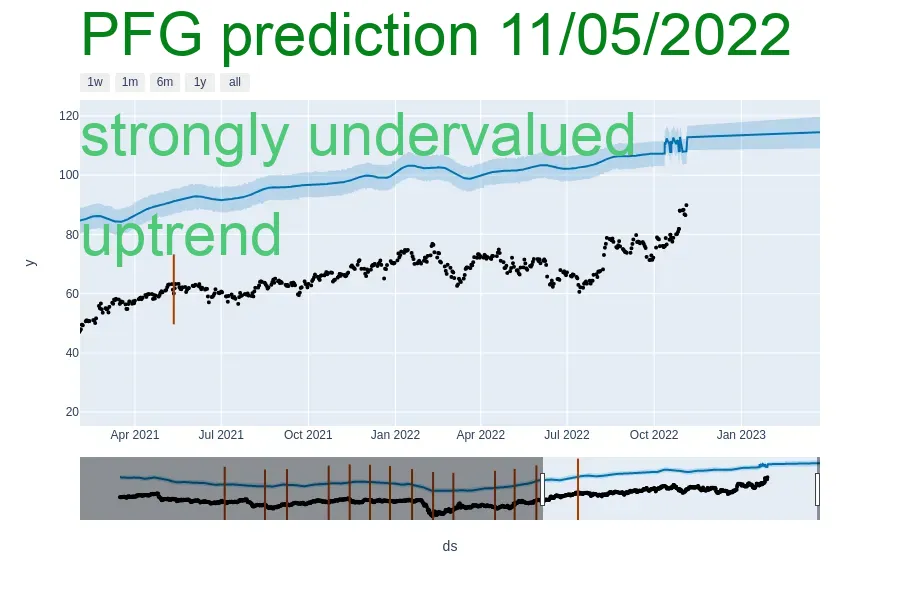 PFG prediction 11/05/2022
1w 1m 6m 1y all
strongly undervalued
uptrend
120
100
80
60
40
20
y
Apr 2021 Jul 2021 Oct 2021 Jan 2022 Apr 2022 Jul 2022 Oct 2022 Jan 2023
ds